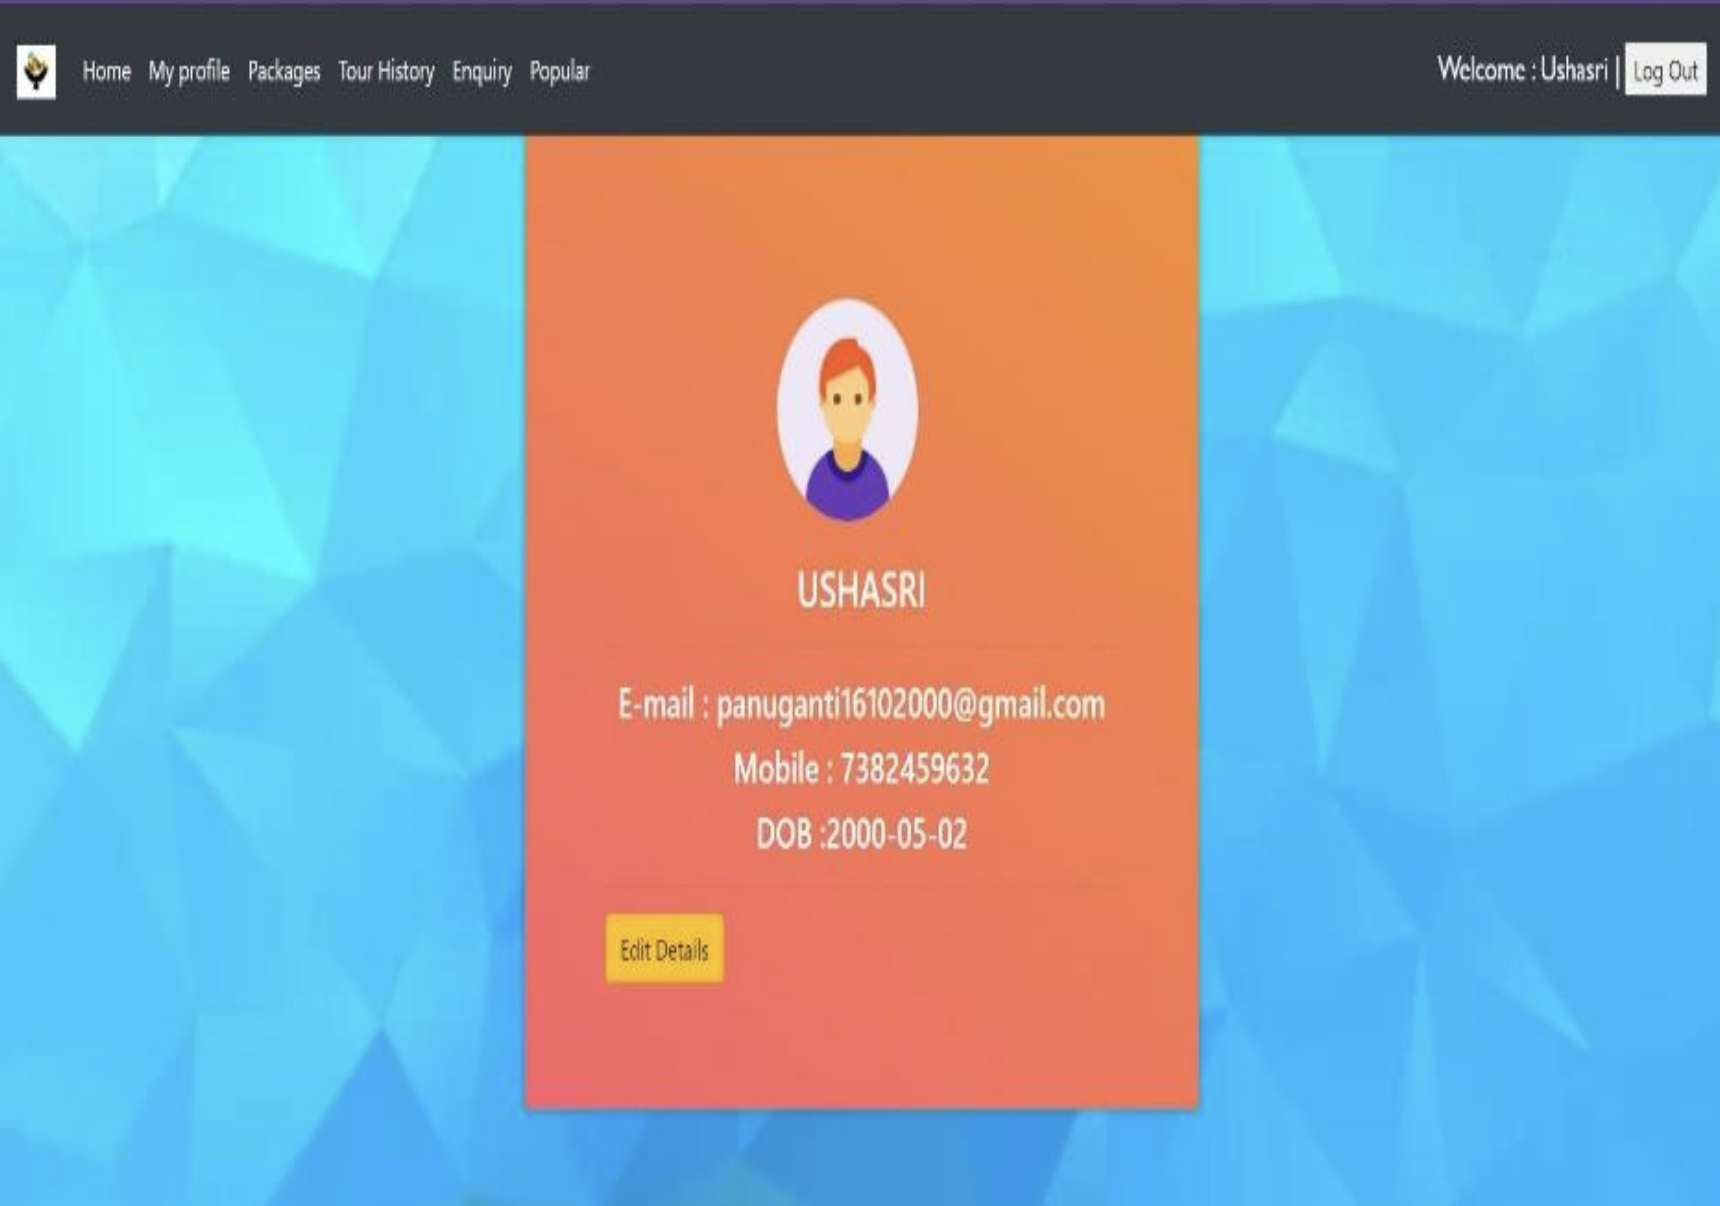 Home My profile Packages Tour History Enquiry Popular
Welcome : Ushasri | Log Out
USHASRI
E-mail : panuganti16102000@gmail.com
Mobile : 7382459632
DOB :2000-05-02
Edit Details